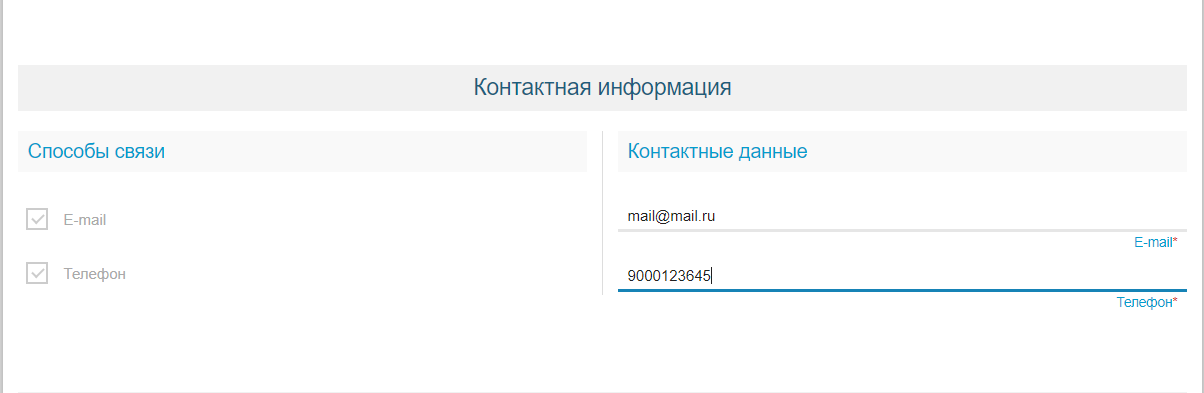 Контактная информация
Способы связи
E-mail
Телефон
Контактные данные
mail@mail.ru
E-mail*
9000123645
Телефон*